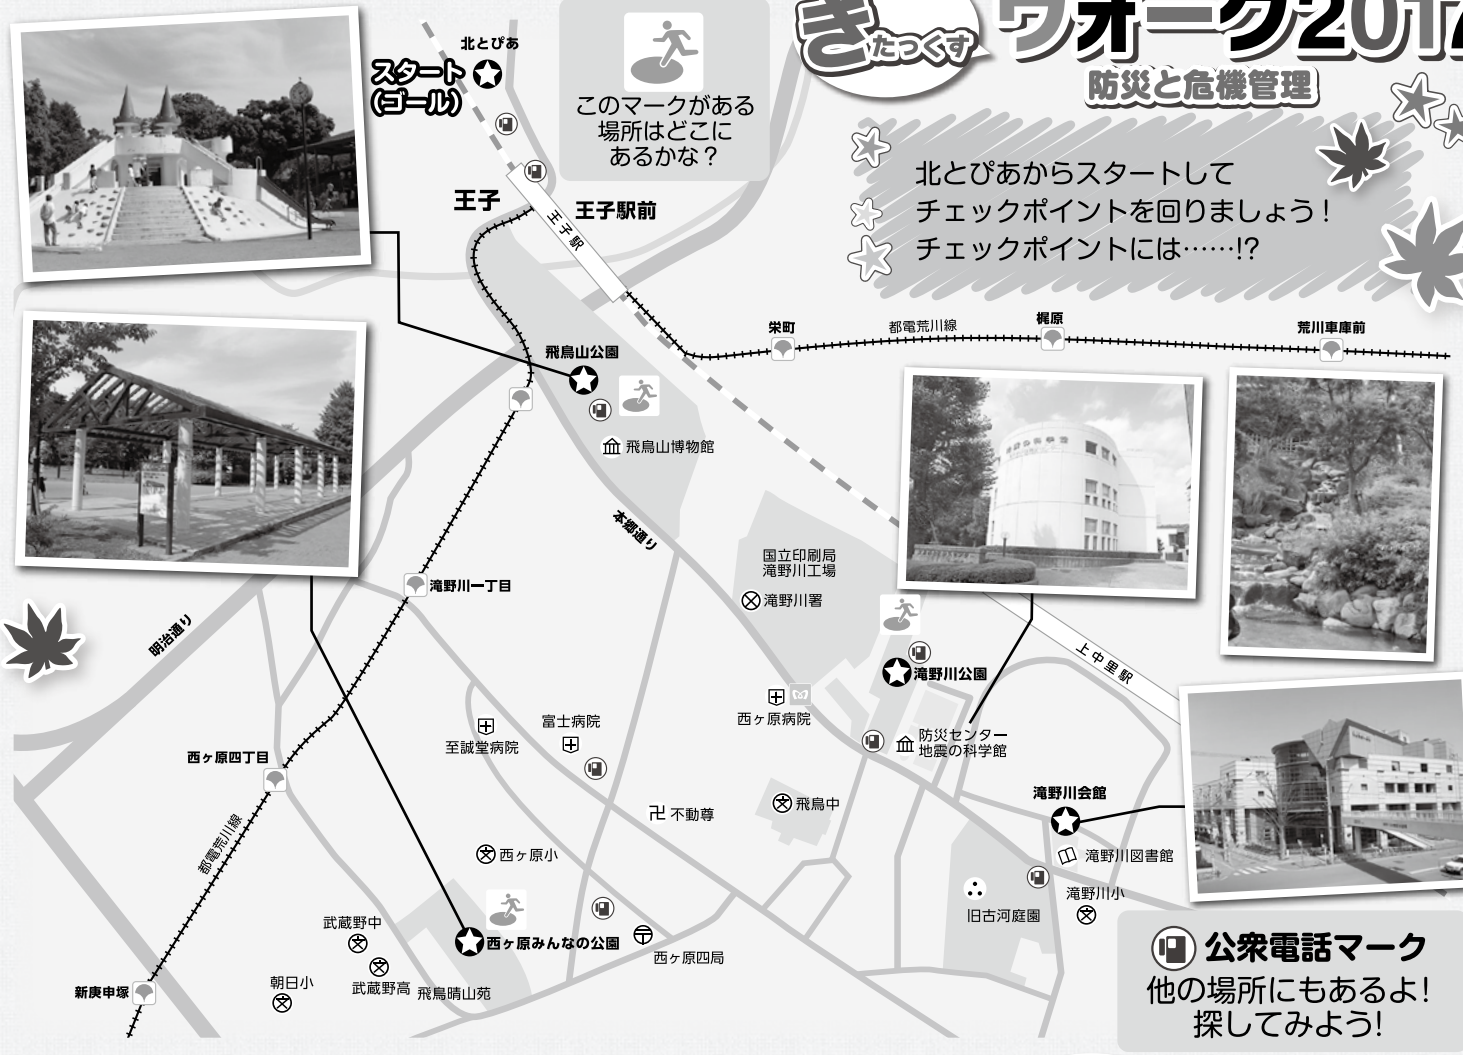 きたっくす
ウォーク2012
防災と危機管理
北とぴあからスタートして
チェックポイントを回りましょう!
チェックポイントには……!?
このマークがある
場所はどこに
あるかな?
北とぴあ
スタート
(ゴール)
王子
王子駅前
王子駅
栄町
都電荒川線
梶原
荒川車庫前
飛鳥山公園
飛鳥山博物館
本郷通り
国立印刷局
滝野川工場
滝野川署
滝野川一丁目
明治通り
滝野川公園
上中里駅
西ヶ原病院
防災センター
地震の科学館
富士病院
至誠堂病院
西ヶ原四丁目
都電荒川線
不動尊
飛鳥中
滝野川会館
滝野川図書館
滝野川小
旧古河庭園
西ヶ原小
武蔵野中
西ヶ原みんなの公園
西ヶ原四局
武蔵野高
飛鳥晴山苑
朝日小
新庚申塚
公衆電話マーク
他の場所にもあるよ!
探してみよう!